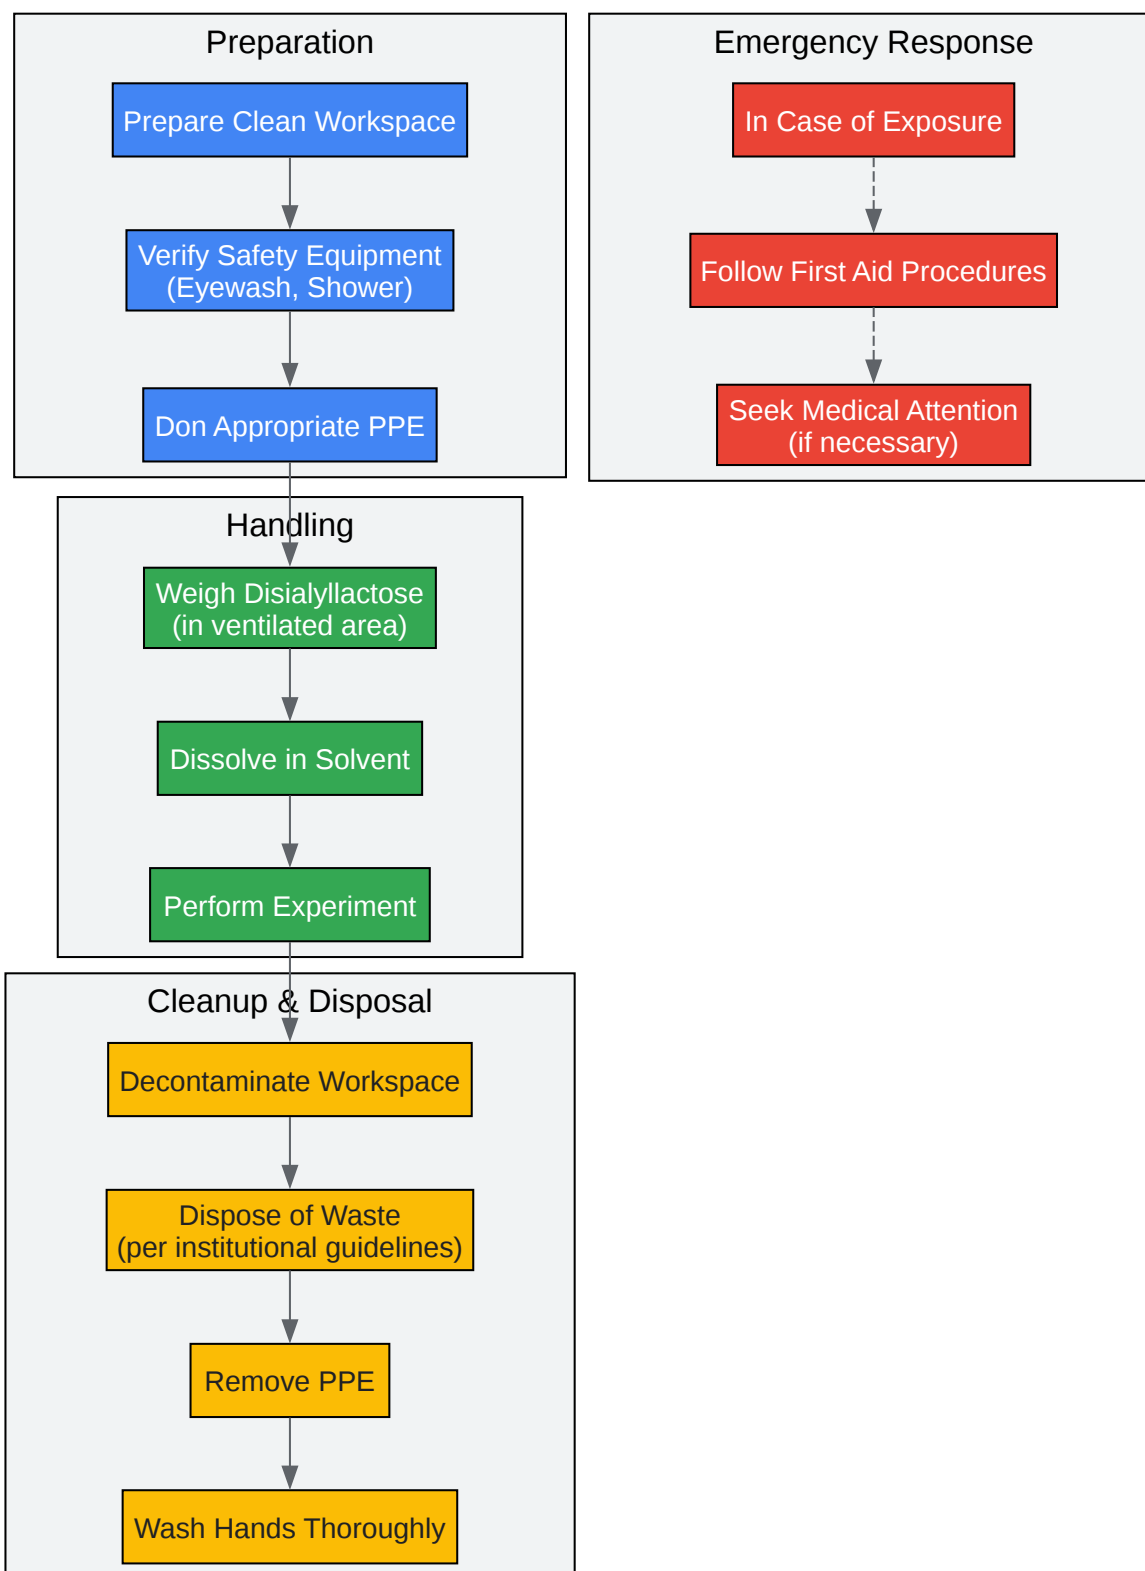 Preparation
Prepare Clean Workspace
Verify Safety Equipment
(Eyewash, Shower)
Don Appropriate PPE
Handling
Weigh Disialyllactose
(in ventilated area)
Dissolve in Solvent
Perform Experiment
Cleanup & Disposal
Decontaminate Workspace
Dispose of Waste
(per institutional guidelines)
Remove PPE
Wash Hands Thoroughly
Emergency Response
In Case of Exposure
Follow First Aid Procedures
Seek Medical Attention
(if necessary)